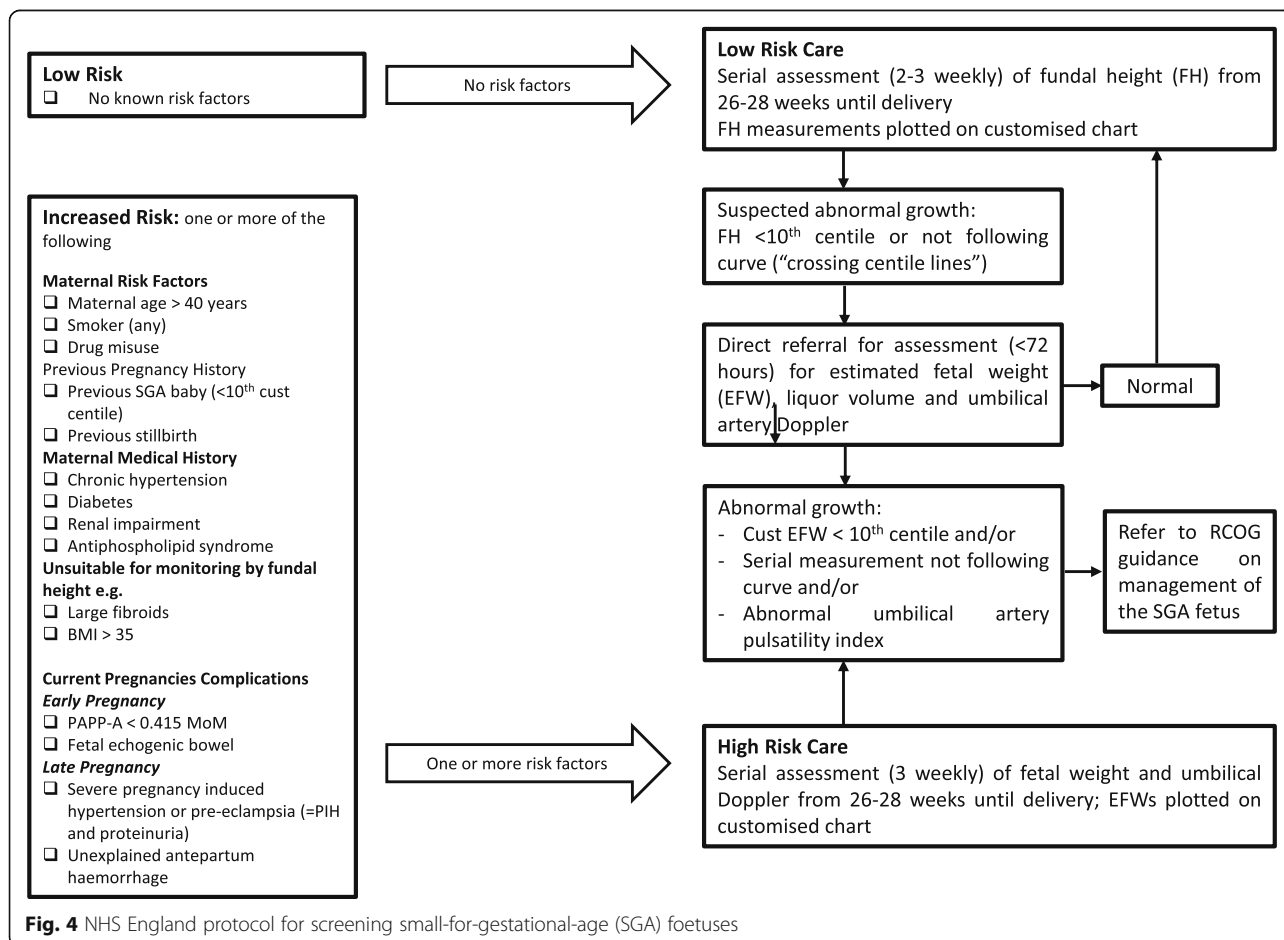 Low Risk
❑ No known risk factors
No risk factors
Low Risk Care
Serial assessment (2-3 weekly) of fundal height (FH) from
26-28 weeks until delivery
FH measurements plotted on customised chart
Increased Risk: one or more of the
following
Maternal Risk Factors
❑ Maternal age > 40 years
❑ Smoker (any)
❑ Drug misuse
Previous Pregnancy History
❑ Previous SGA baby (<10th cust
centile)
❑ Previous stillbirth
Maternal Medical History
❑ Chronic hypertension
❑ Diabetes
❑ Renal impairment
❑ Antiphospholipid syndrome
Unsuitable for monitoring by fundal
height e.g.
❑ Large fibroids
❑ BMI > 35
Current Pregnancies Complications
Early Pregnancy
❑ PAPP-A < 0.415 MoM
❑ Fetal echogenic bowel
Late Pregnancy
❑ Severe pregnancy induced
hypertension or pre-eclampsia (=PIH
and proteinuria)
❑ Unexplained antepartum
haemorrhage
Suspected abnormal growth:
FH <10th centile or not following
curve (“crossing centile lines”)
Direct referral for assessment (<72
hours) for estimated fetal weight
(EFW), liquor volume and umbilical
artery Doppler
Normal
Abnormal growth:
- Cust EFW < 10th centile and/or
- Serial measurement not following
curve and/or
- Abnormal umbilical artery
pulsatility index
Refer to RCOG
guidance on
management of
the SGA fetus
One or more risk factors
High Risk Care
Serial assessment (3 weekly) of fetal weight and umbilical
Doppler from 26-28 weeks until delivery; EFWs plotted on
customised chart
Fig. 4 NHS England protocol for screening small-for-gestational-age (SGA) foetuses